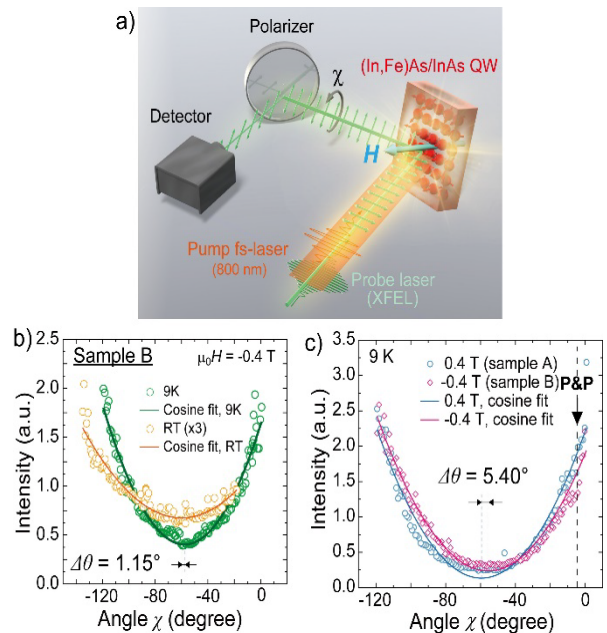 a)
Polarizer
χ
(In,Fe)As/InAs QW
Detector
H
Pump fs-laser
(800 nm)
Probe laser
(XFEL)
b)
Sample B
μ₀H = -0.4 T
9K
Cosine fit, 9K
RT (x3)
Cosine fit, RT
Δθ = 1.15°
Intensity (a.u.)
2.5
2.0
1.5
1.0
0.5
0.0
-120
-80
-40
0
Angle χ (degree)
c)
9 K
0.4 T (sample A)
-0.4 T (sample B)
P&P
0.4 T, cosine fit
-0.4 T, cosine fit
Δθ = 5.40°
Intensity (a.u.)
3.5
3.0
2.5
2.0
1.5
1.0
0.5
0.0
-120
-80
-40
0
Angle χ (degree)